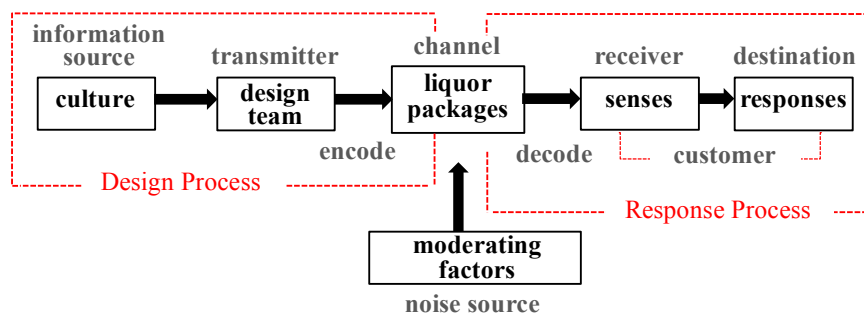 information
source
transmitter
channel
receiver
destination
culture
design
team
liquor
packages
senses
responses
encode
decode
customer
Design Process
Response Process
moderating
factors
noise source